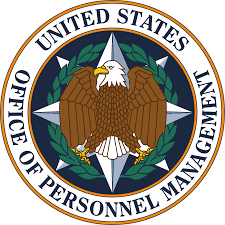 UNITED STATES
OFFICE OF PERSONNEL MANAGEMENT